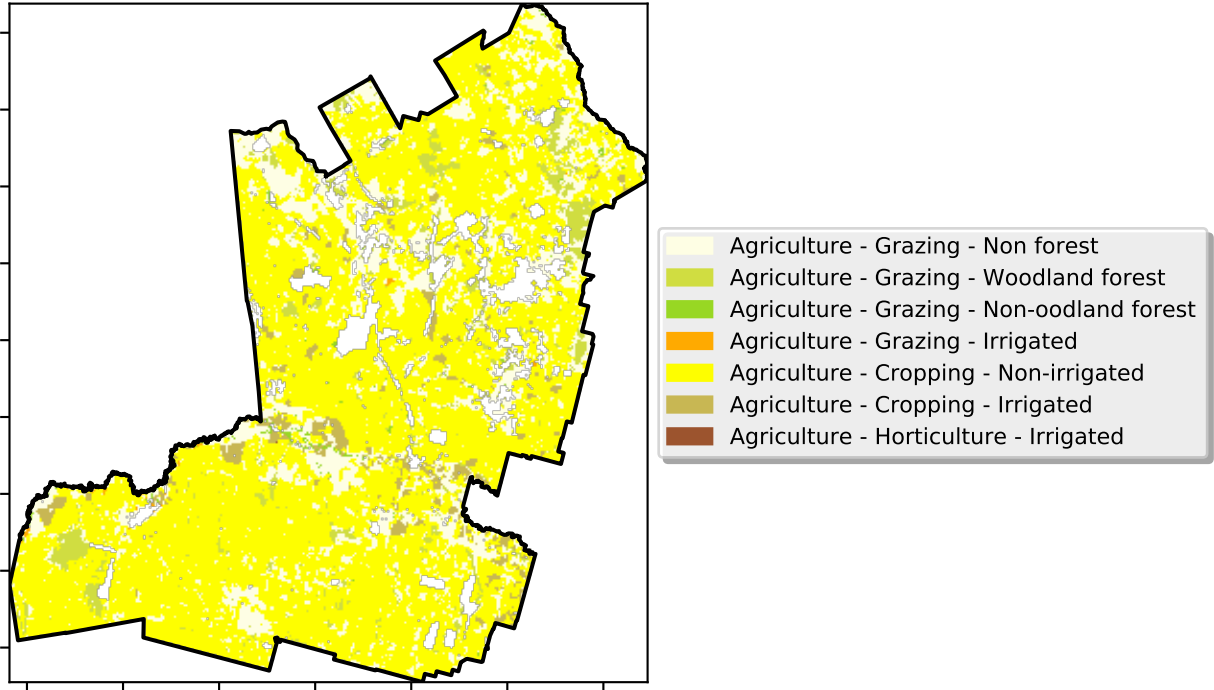 Agriculture - Grazing - Non forest
Agriculture - Grazing - Woodland forest
Agriculture - Grazing - Non-oodland forest
Agriculture - Grazing - Irrigated
Agriculture - Cropping - Non-irrigated
Agriculture - Cropping - Irrigated
Agriculture - Horticulture - Irrigated